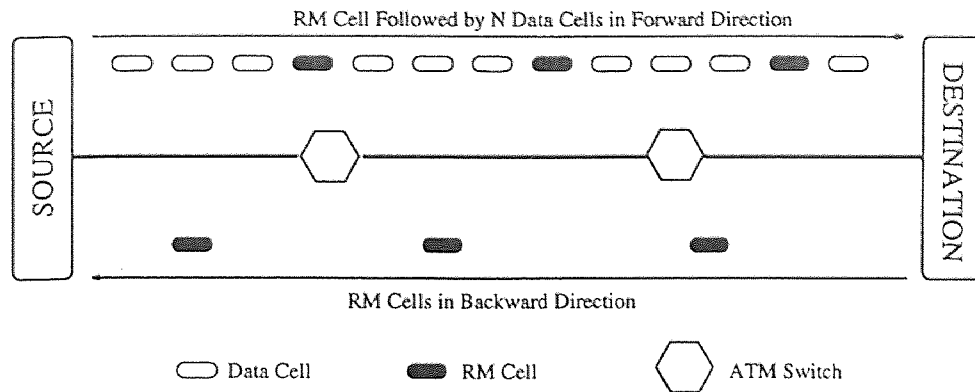 RM Cell Followed by N Data Cells in Forward Direction
SOURCE
DESTINATION
RM Cells in Backward Direction
Data Cell
RM Cell
ATM Switch